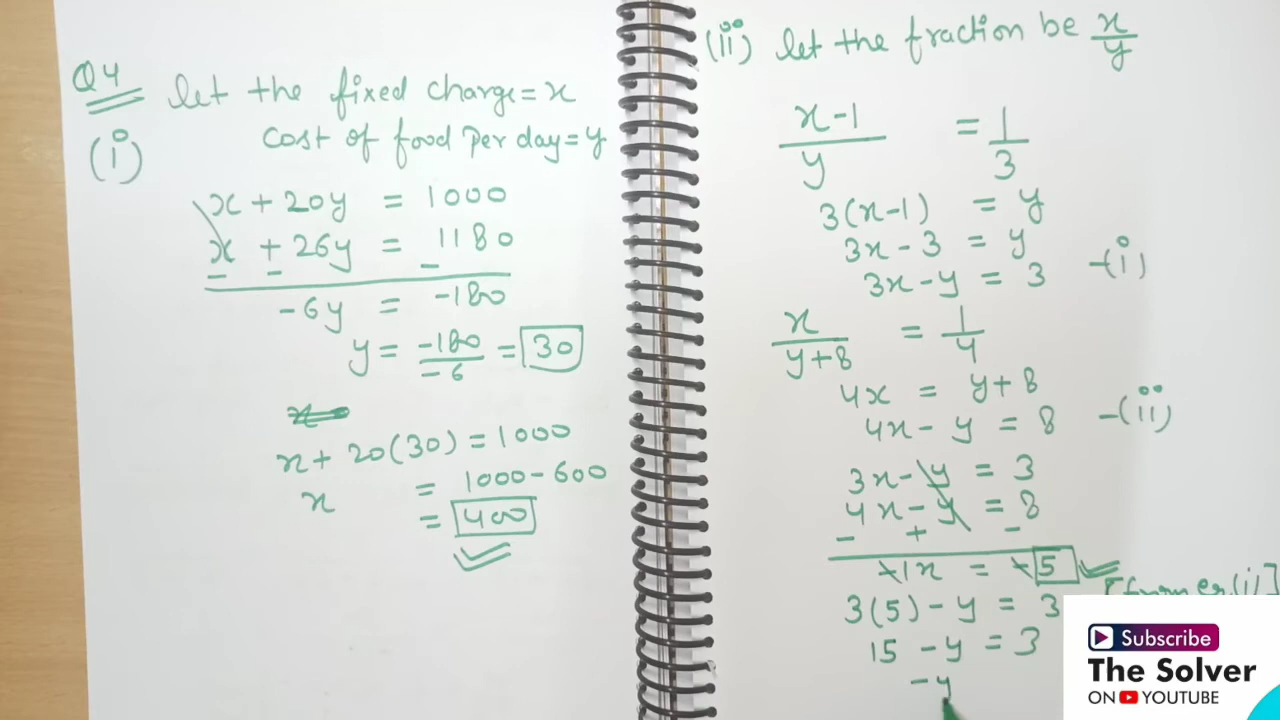 Q4 let the fixed charge = x
(i) cost of food per day = y
x + 20y = 1000
x + 26y = 1180
- - -
-6y = -180
y = -180/-6 = 30
x + 20(30) = 1000
x = 1000 - 600
= 400
(ii) let the fraction be x/y
x-1/y = 1/3
3(x-1) = y
3x - 3 = y
3x - y = 3 -(i)
x/y+8 = 1/4
4x = y + 8
4x - y = 8 -(ii)
3x - y = 3
4x - y = 8
- + -
-1x = -5
3(5) - y = 3 [from er(i)]
15 - y = 3
-y
Subscribe
The Solver
ON YOUTUBE